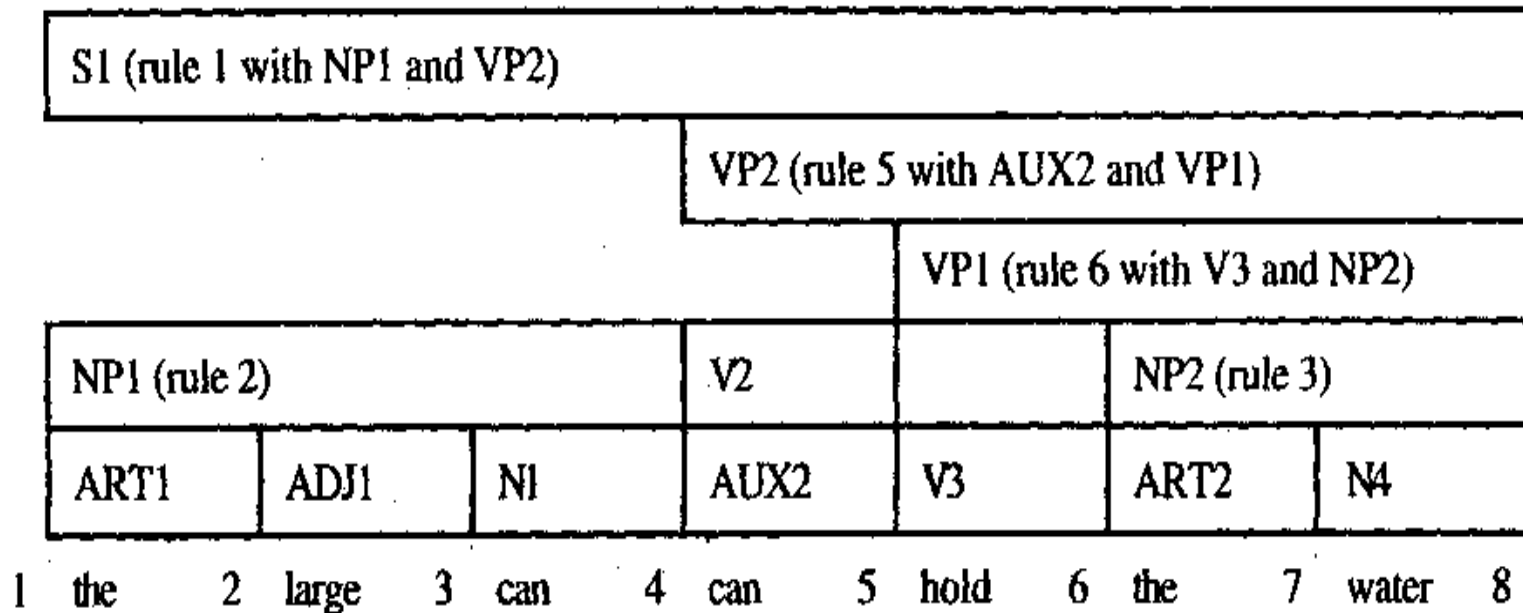 S1 (rule 1 with NP1 and VP2)
VP2 (rule 5 with AUX2 and VP1)
VP1 (rule 6 with V3 and NP2)
NP1 (rule 2) V2 NP2 (rule 3)
ART1 ADJ1 N1 AUX2 V3 ART2 N4
1 the 2 large 3 can 4 can 5 hold 6 the 7 water 8